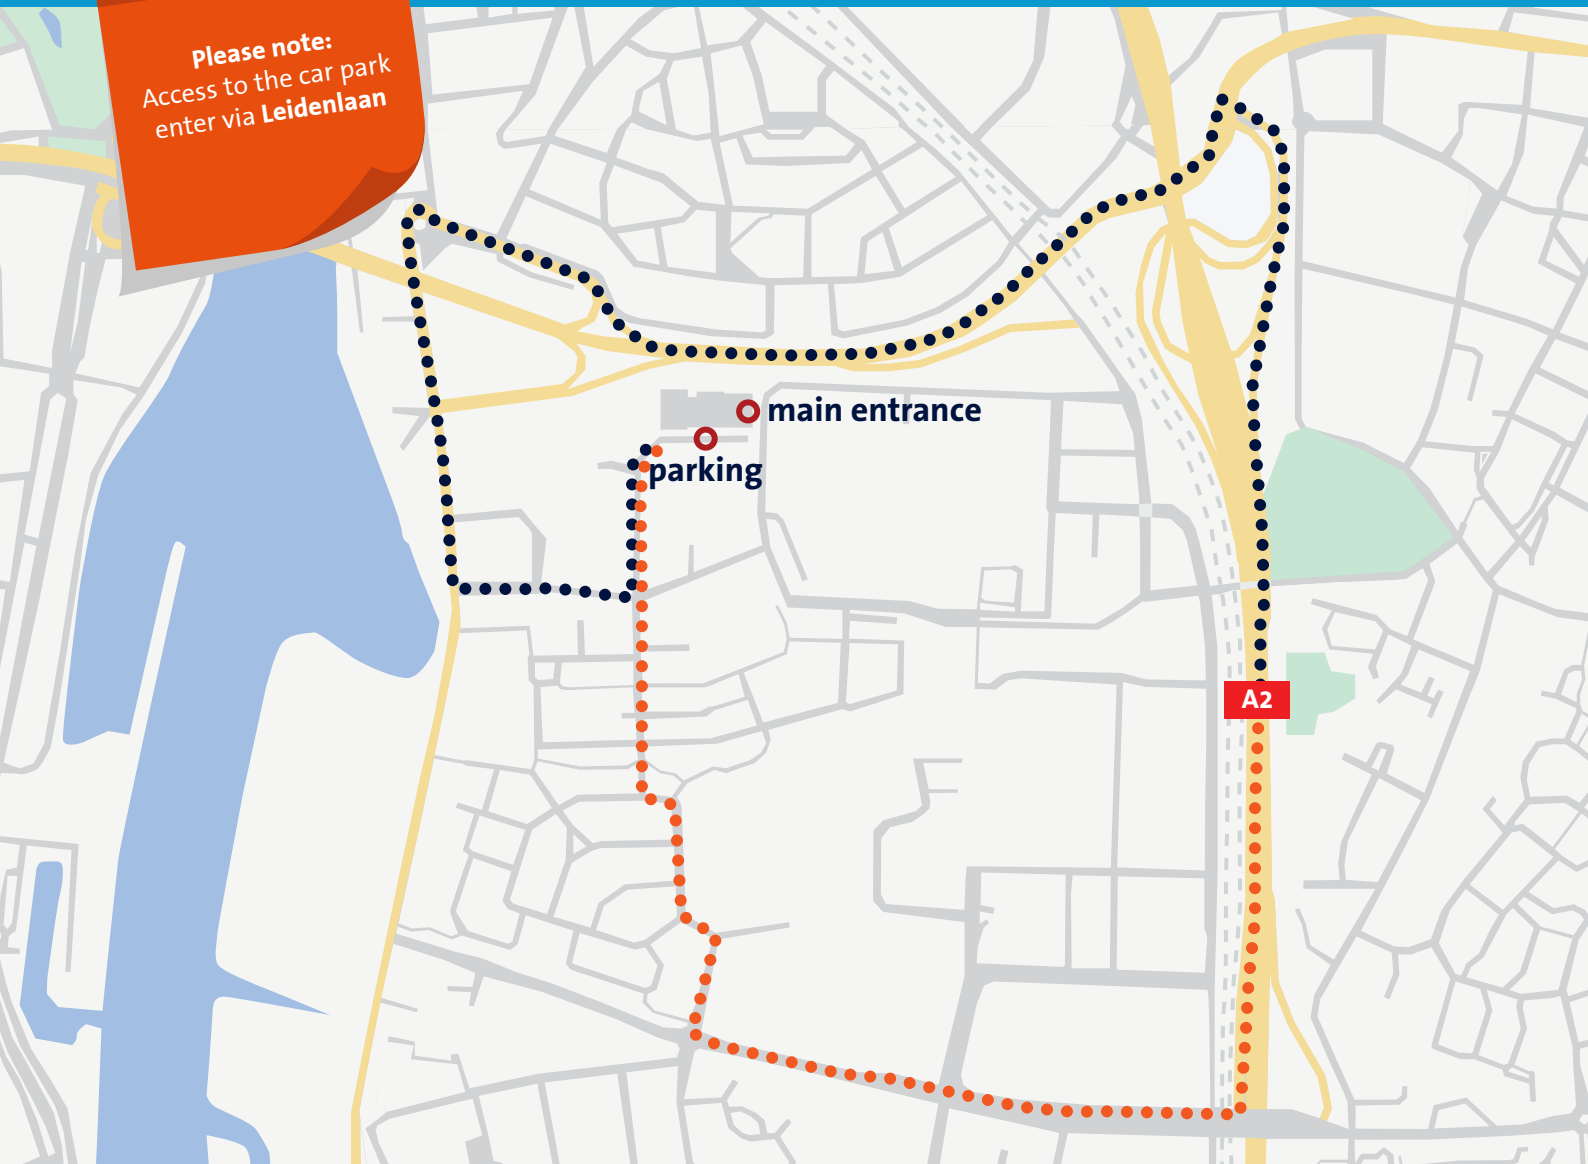 Please note:
Access to the car park
enter via Leidenlaan
main entrance
parking
A2